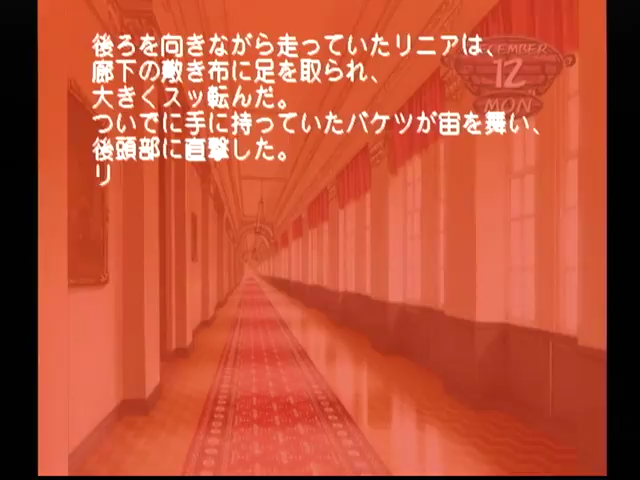 後ろを向きながら走っていたリニアは、
廊下の敷き布に足を取られ、
大きくスッ転んだ。
ついでに手に持っていたバケツが宙を舞い、
後頭部に直撃した。
リ
DECEMBER
12
MON